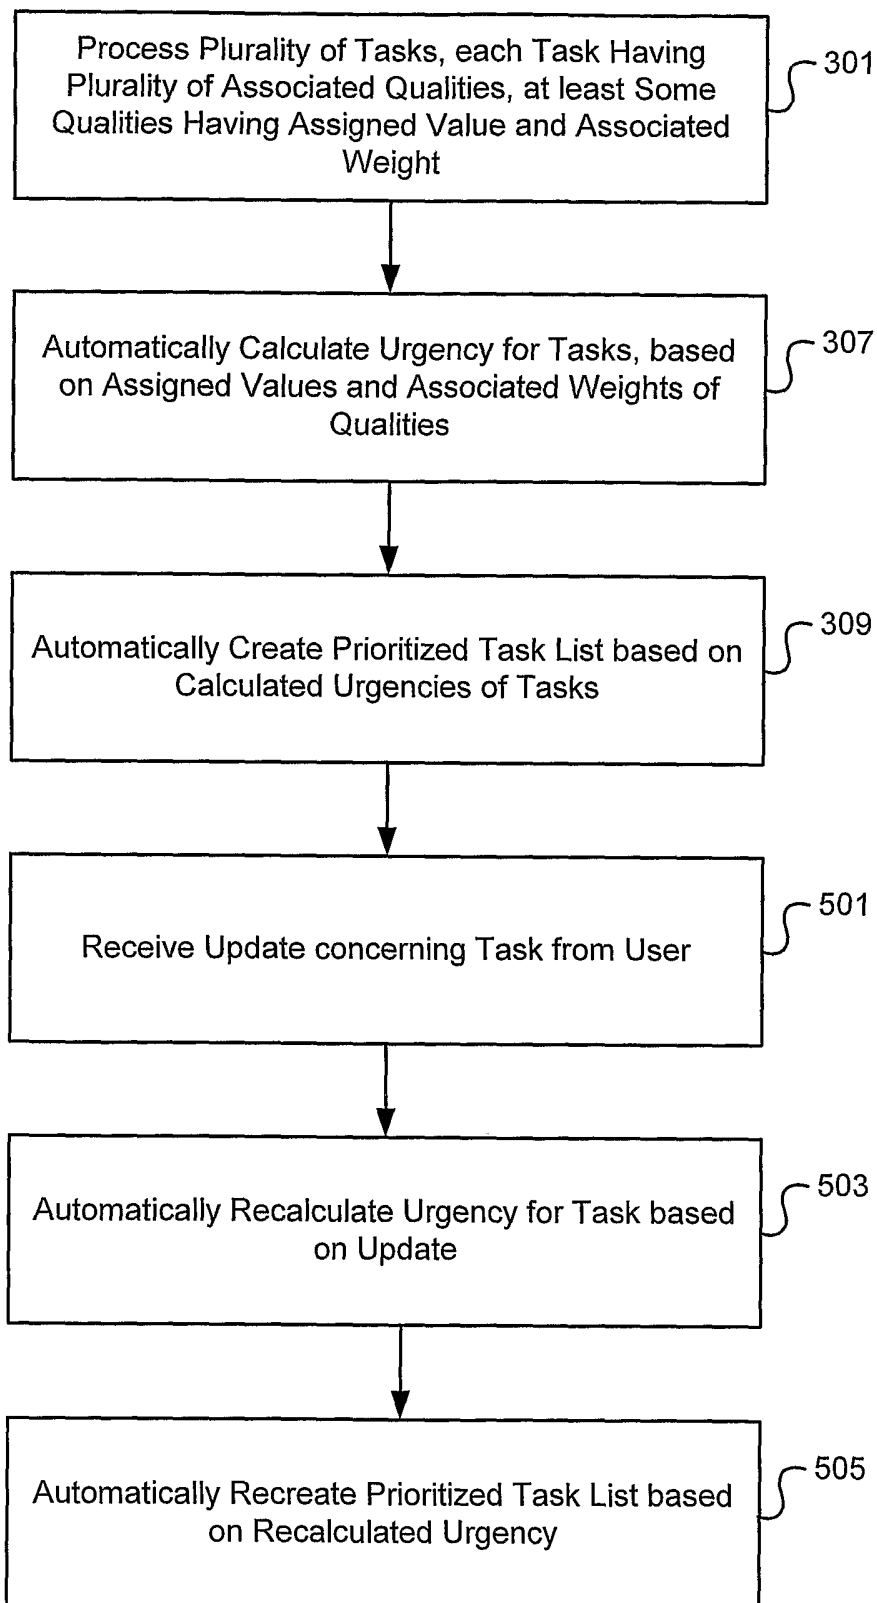 Process Plurality of Tasks, each Task Having
Plurality of Associated Qualities, at least Some
Qualities Having Assigned Value and Associated
Weight
301
Automatically Calculate Urgency for Tasks, based
on Assigned Values and Associated Weights of
Qualities
307
Automatically Create Prioritized Task List based on
Calculated Urgencies of Tasks
309
Receive Update concerning Task from User
501
Automatically Recalculate Urgency for Task based
on Update
503
Automatically Recreate Prioritized Task List based
on Recalculated Urgency
505